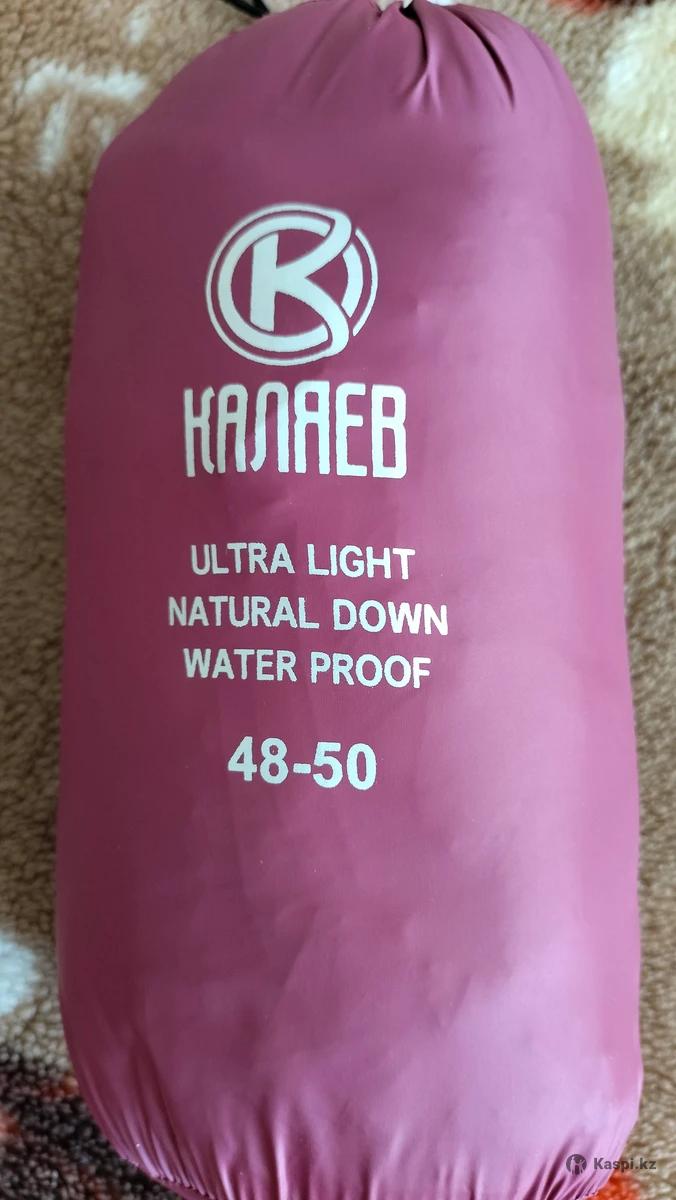 К
КАЛЯЕВ
ULTRA LIGHT
NATURAL DOWN
WATER PROOF
48-50
Kaspi.kz